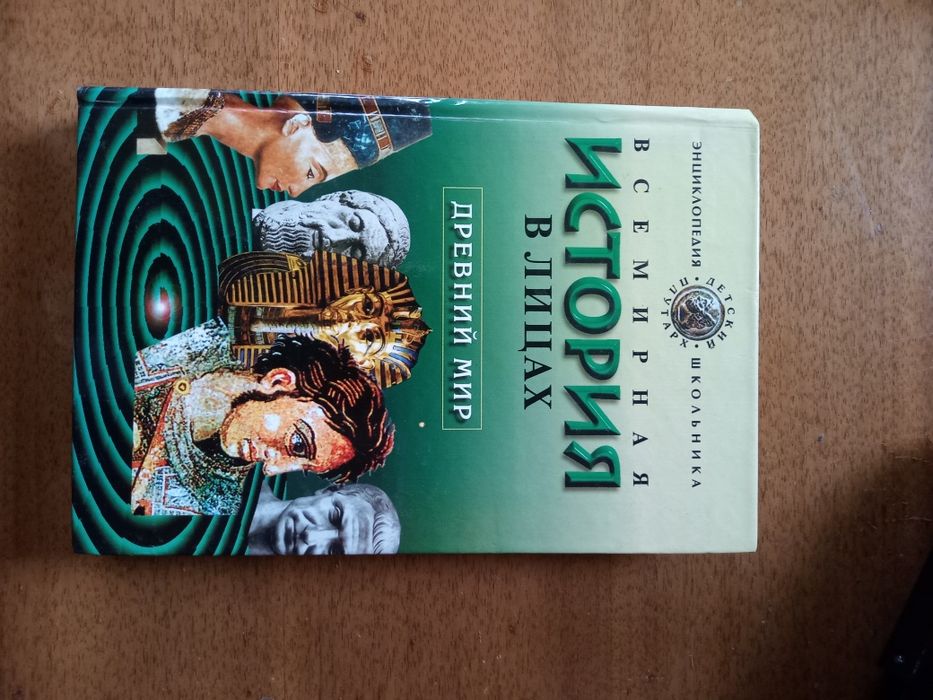 ЭНЦИКЛОПЕДИЯ ШКОЛЬНИКА
ДЕТСКИЙ ПЛУТАРХ
ВСЕМИРНАЯ
ИСТОРИЯ
В ЛИЦАХ
ДРЕВНИЙ МИР